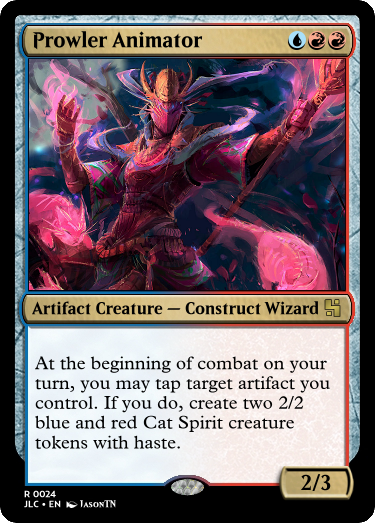 Prowler Animator
Artifact Creature — Construct Wizard
At the beginning of combat on your
turn, you may tap target artifact you
control. If you do, create two 2/2
blue and red Cat Spirit creature
tokens with haste.
2/3
R 0024
JLC • EN JasonTN